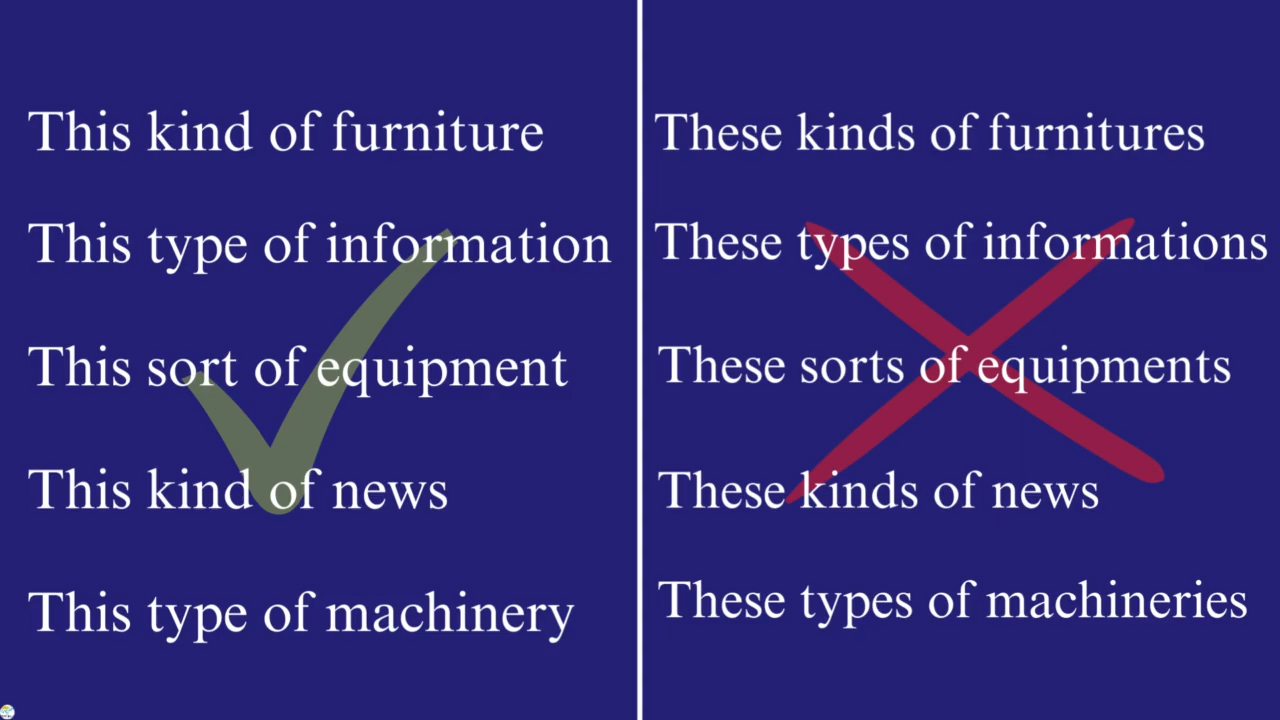 This kind of furniture
This type of information
This sort of equipment
This kind of news
This type of machinery
These kinds of furnitures
These types of informations
These sorts of equipments
These kinds of news
These types of machineries